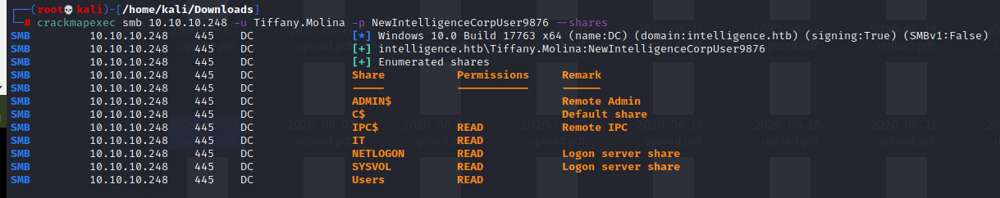 ┌──(root💀kali)-[/home/kali/Downloads]
└─# crackmapexec smb 10.10.10.248 -u Tiffany.Molina -p NewIntelligenceCorpUser9876 --shares
SMB 10.10.10.248 445 DC [*] Windows 10.0 Build 17763 x64 (name:DC) (domain:intelligence.htb) (signing:True) (SMBv1:False)
SMB 10.10.10.248 445 DC [+] intelligence.htb\Tiffany.Molina:NewIntelligenceCorpUser9876
SMB 10.10.10.248 445 DC [+] Enumerated shares
SMB 10.10.10.248 445 DC Share Permissions Remark
SMB 10.10.10.248 445 DC ----- ----------- ------
SMB 10.10.10.248 445 DC ADMIN$ Remote Admin
SMB 10.10.10.248 445 DC C$ Default share
SMB 10.10.10.248 445 DC IPC$ READ Remote IPC
SMB 10.10.10.248 445 DC IT READ
SMB 10.10.10.248 445 DC NETLOGON READ Logon server share
SMB 10.10.10.248 445 DC SYSVOL READ Logon server share
SMB 10.10.10.248 445 DC Users READ